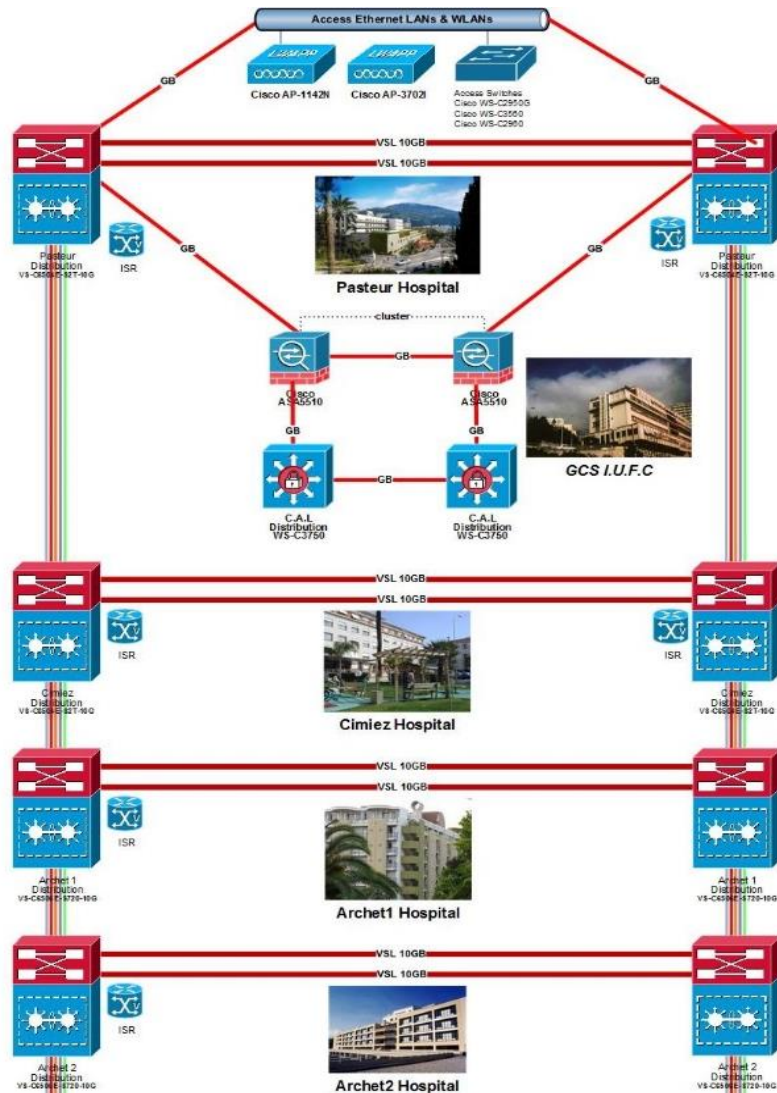 Access Ethernet LANs & WLANs
Cisco AP-1142N
Cisco AP-3702I
Access Switches
Cisco WS-C2950G
Cisco WS-C3560
Cisco WS-C2960
GB
GB
VSL 10GB
VSL 10GB
ISR
ISR
Pasteur
Distribution
Pasteur
Distribution
GB
GB
Pasteur Hospital
cluster
GB
Cisco
ASA5510
Cisco
ASA5510
GB
GB
GCS I.U.F.C
GB
C.A.L
Distribution
WS-C3750
C.A.L
Distribution
WS-C3750
VSL 10GB
VSL 10GB
ISR
ISR
Cimiez
Distribution
Cimiez
Distribution
Cimiez Hospital
VSL 10GB
VSL 10GB
ISR
Archet 1
Distribution
Archet 1
Distribution
Archet1 Hospital
VSL 10GB
VSL 10GB
ISR
Archet 2
Distribution
Archet 2
Distribution
Archet2 Hospital